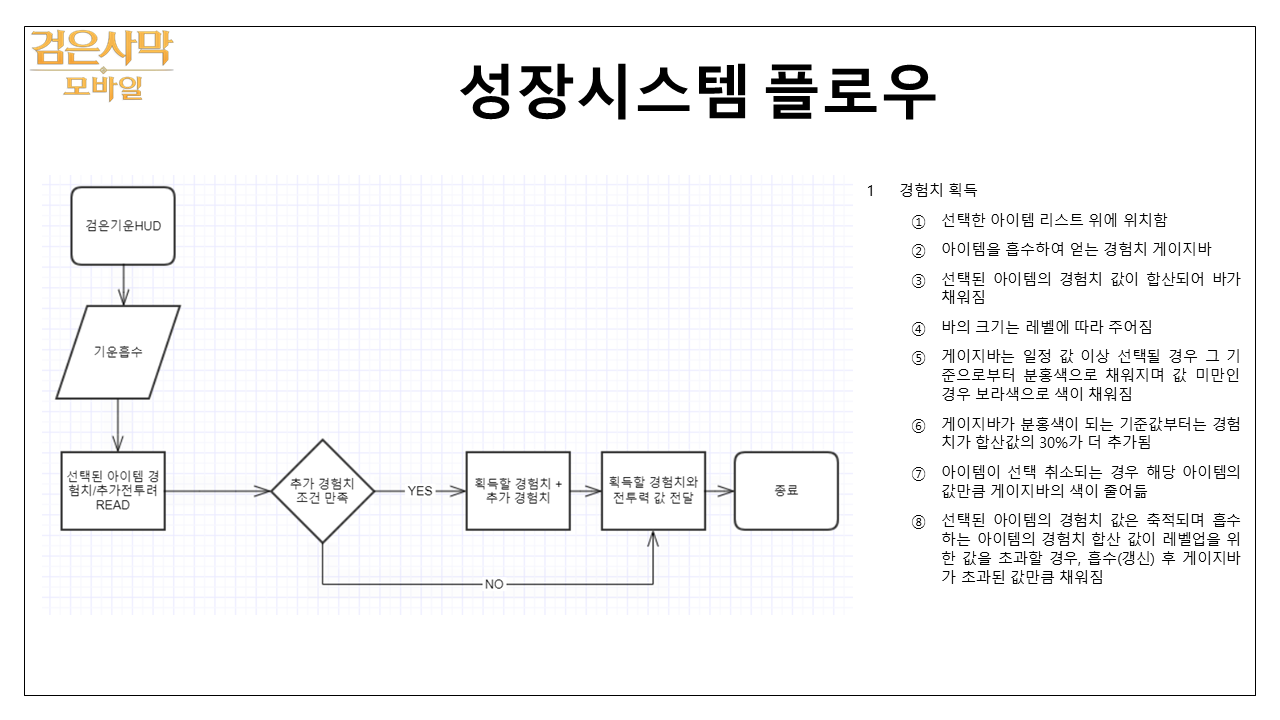 검은사막
모바일
성장시스템 플로우
검은기운HUD
기운흡수
선택된 아이템 경
험치/추가전투려
READ
추가 경험치
조건 만족
YES
획득할 경험치 +
추가 경험치
획득할 경험치와
전투력 값 전달
종료
NO
1 경험치 획득
① 선택한 아이템 리스트 위에 위치함
② 아이템을 흡수하여 얻는 경험치 게이지바
③ 선택된 아이템의 경험치 값이 합산되어 바가
채워짐
④ 바의 크기는 레벨에 따라 주어짐
⑤ 게이지바는 일정 값 이상 선택될 경우 그 기
준으로부터 분홍색으로 채워지며 값 미만인
경우 보라색으로 색이 채워짐
⑥ 게이지바가 분홍색이 되는 기준값부터는 경험
치가 합산값의 30%가 더 추가됨
⑦ 아이템이 선택 취소되는 경우 해당 아이템의
값만큼 게이지바의 색이 줄어듦
⑧ 선택된 아이템의 경험치 값은 축적되며 흡수
하는 아이템의 경험치 합산 값이 레벨업을 위
한 값을 초과할 경우, 흡수(갱신) 후 게이지바
가 초과된 값만큼 채워짐